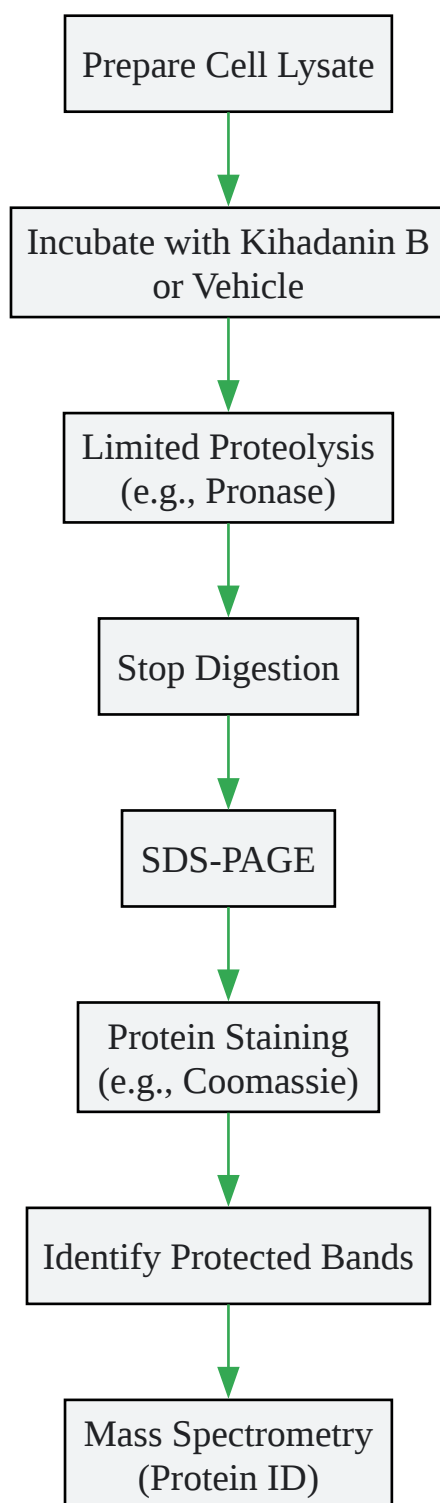 Prepare Cell Lysate
Incubate with Kihadanin B
or Vehicle
Limited Proteolysis
(e.g., Pronase)
Stop Digestion
SDS-PAGE
Protein Staining
(e.g., Coomassie)
Identify Protected Bands
Mass Spectrometry
(Protein ID)